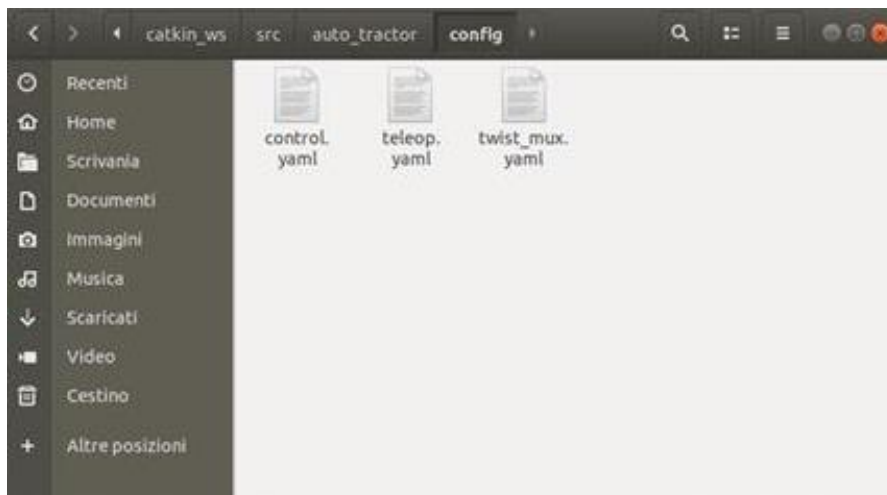 catkin_ws src auto_tractor config
Recenti
Home
Scrivania
Documenti
Immagini
Musica
Scaricati
Video
Cestino
Altre posizioni
control. teleop. twist_mux.
yaml yaml yaml